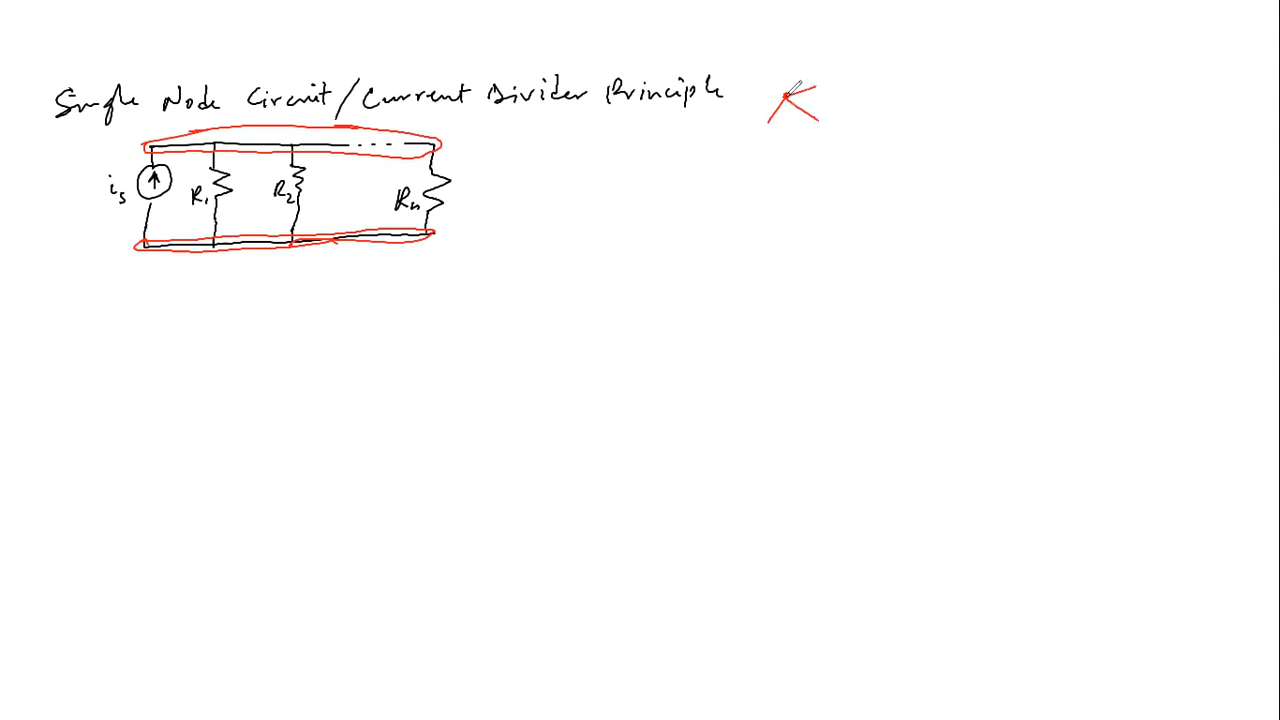 Single Node Circuit / Current Divider Principle
is R1 R2 ... Rn